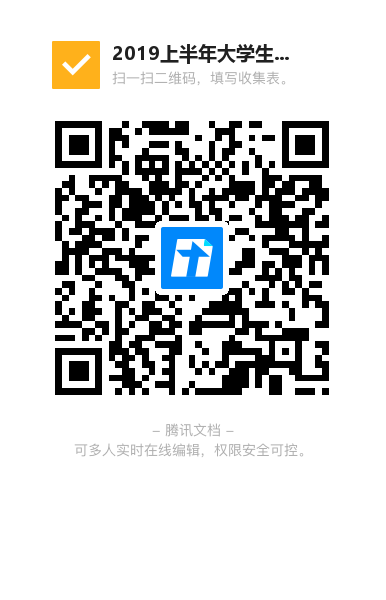 2019上半年大学生...
扫一扫二维码，填写收集表。
– 腾讯文档 –
可多人实时在线编辑，权限安全可控。